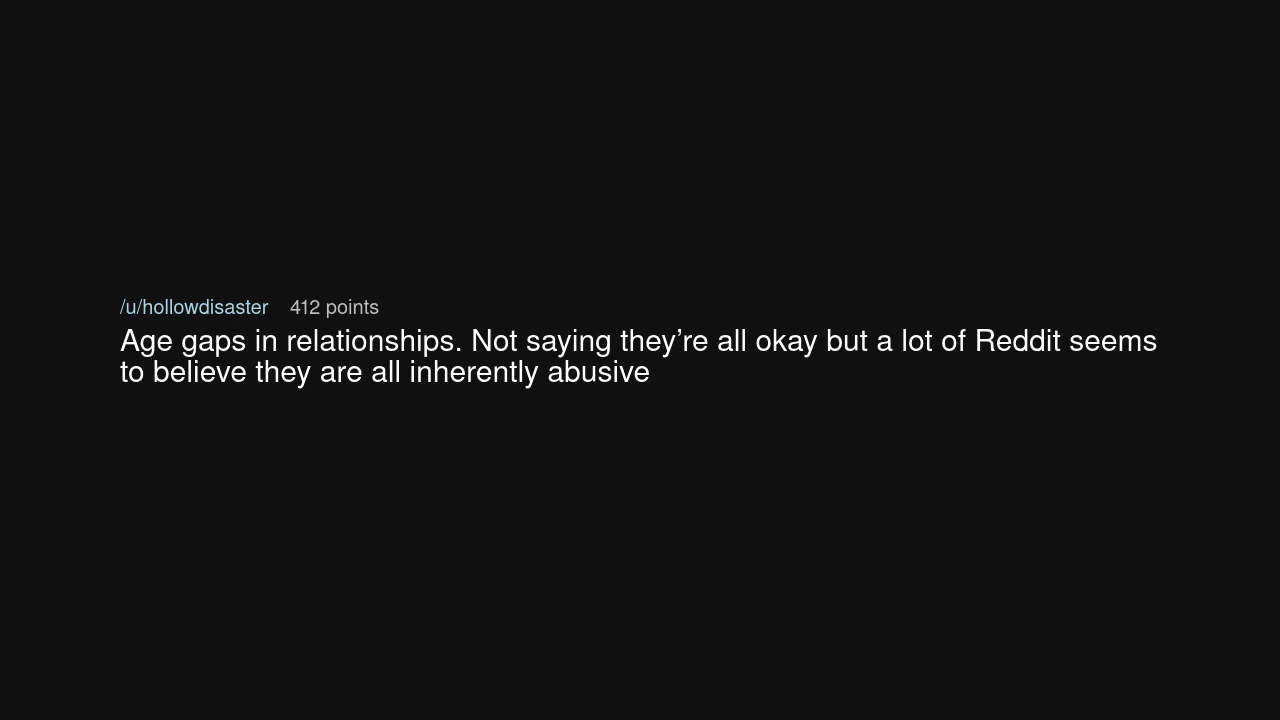 /u/hollowdisaster 412 points
Age gaps in relationships. Not saying they’re all okay but a lot of Reddit seems
to believe they are all inherently abusive